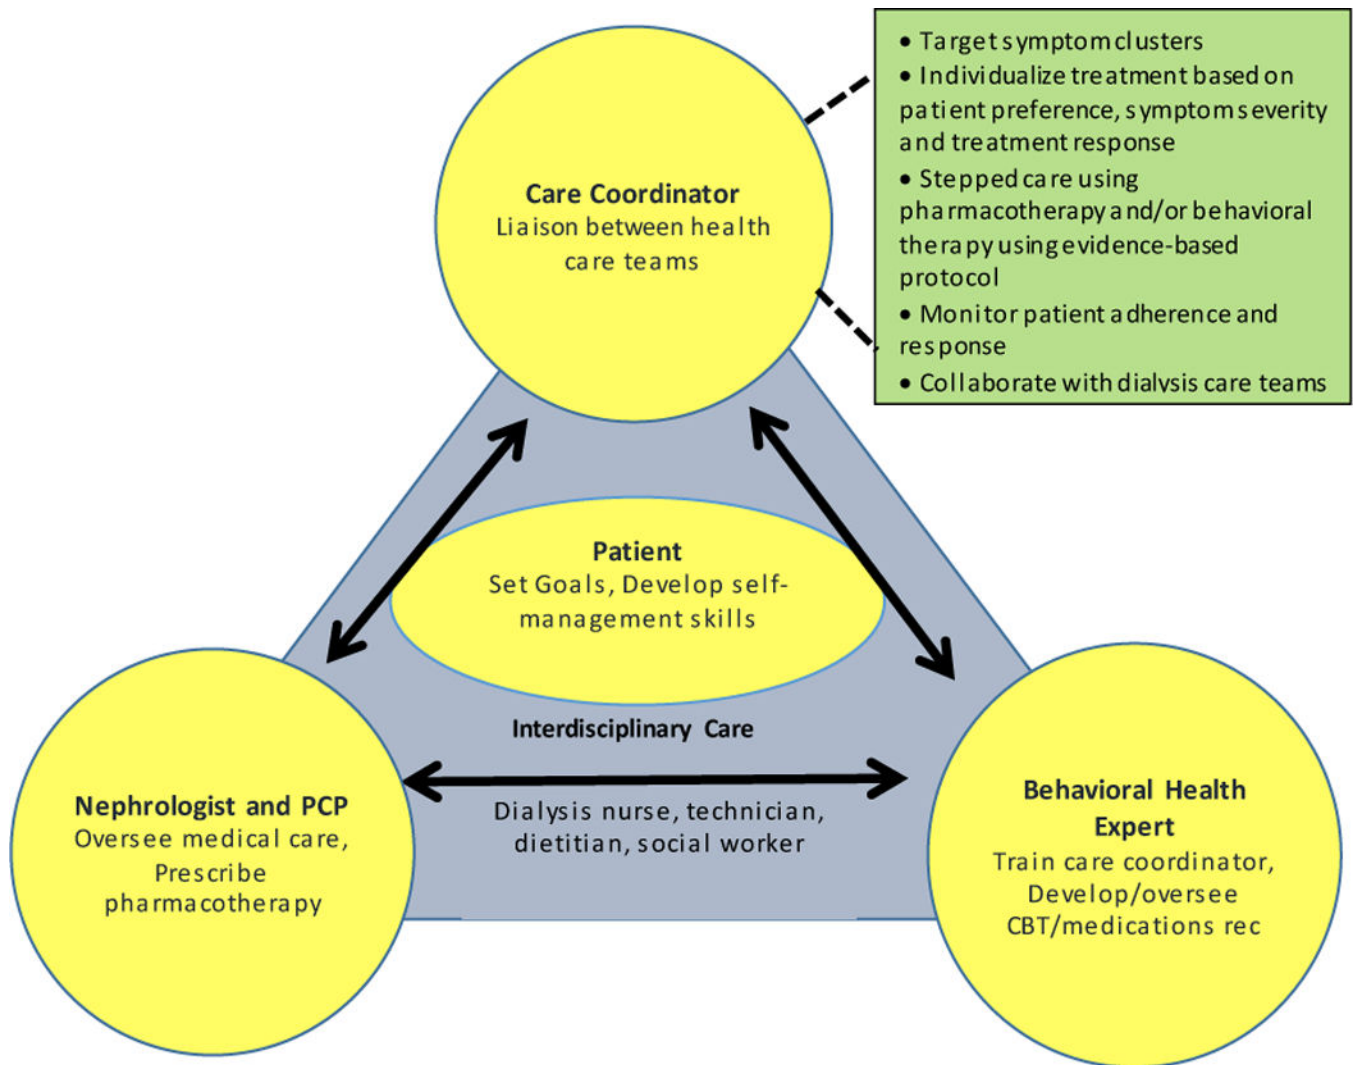 Care Coordinator
Liaison between health
care teams
• Target symptom clusters
• Individualize treatment based on
patient preference, symptom severity
and treatment response
• Stepped care using
pharmacotherapy and/or behavioral
therapy using evidence-based
protocol
• Monitor patient adherence and
response
• Collaborate with dialysis care teams
Patient
Set Goals, Develop self-
management skills
Interdisciplinary Care
Dialysis nurse, technician,
dietitian, social worker
Nephrologist and PCP
Oversee medical care,
Prescribe
pharmacotherapy
Behavioral Health
Expert
Train care coordinator,
Develop/oversee
CBT/medications rec